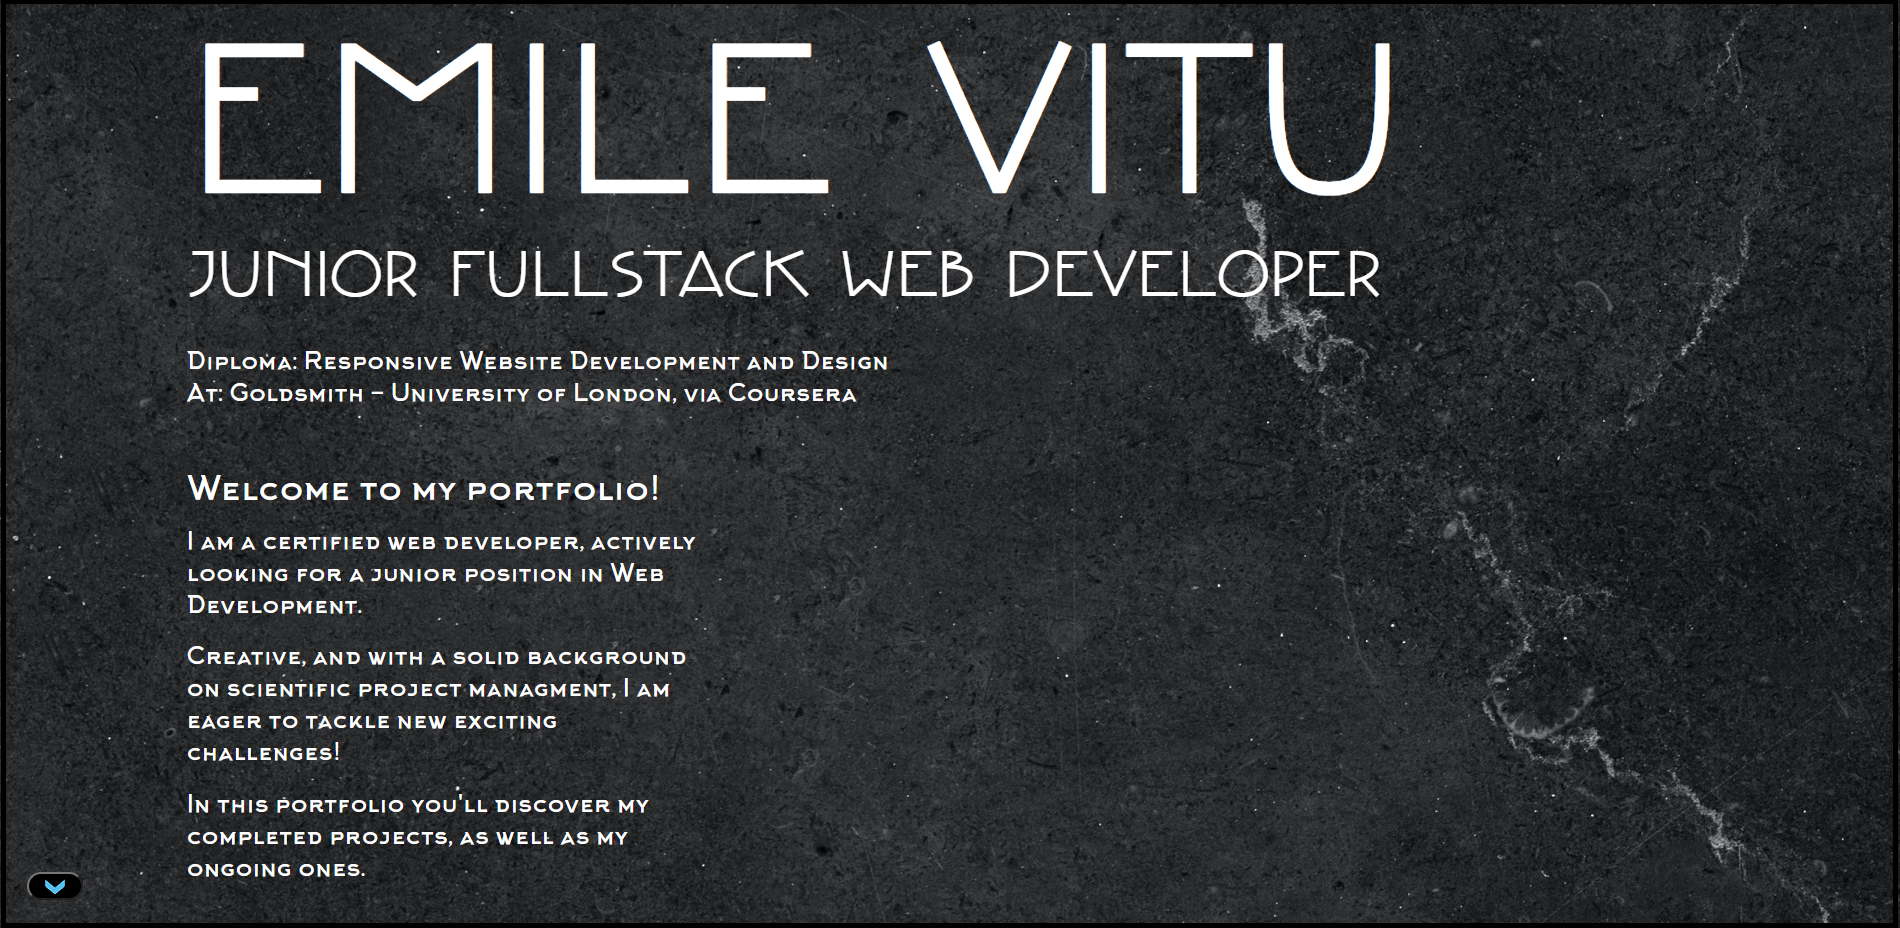 EMILE VITU
JUNIOR FULLSTACK WEB DEVELOPER
Diploma: Responsive Website Development and Design
At: Goldsmith – University of London, via Coursera
Welcome to my portfolio!
I am a certified web developer, actively
looking for a junior position in Web
Development.
Creative, and with a solid background
on scientific project managment, I am
eager to tackle new exciting
challenges!
In this portfolio you'll discover my
completed projects, as well as my
ongoing ones.